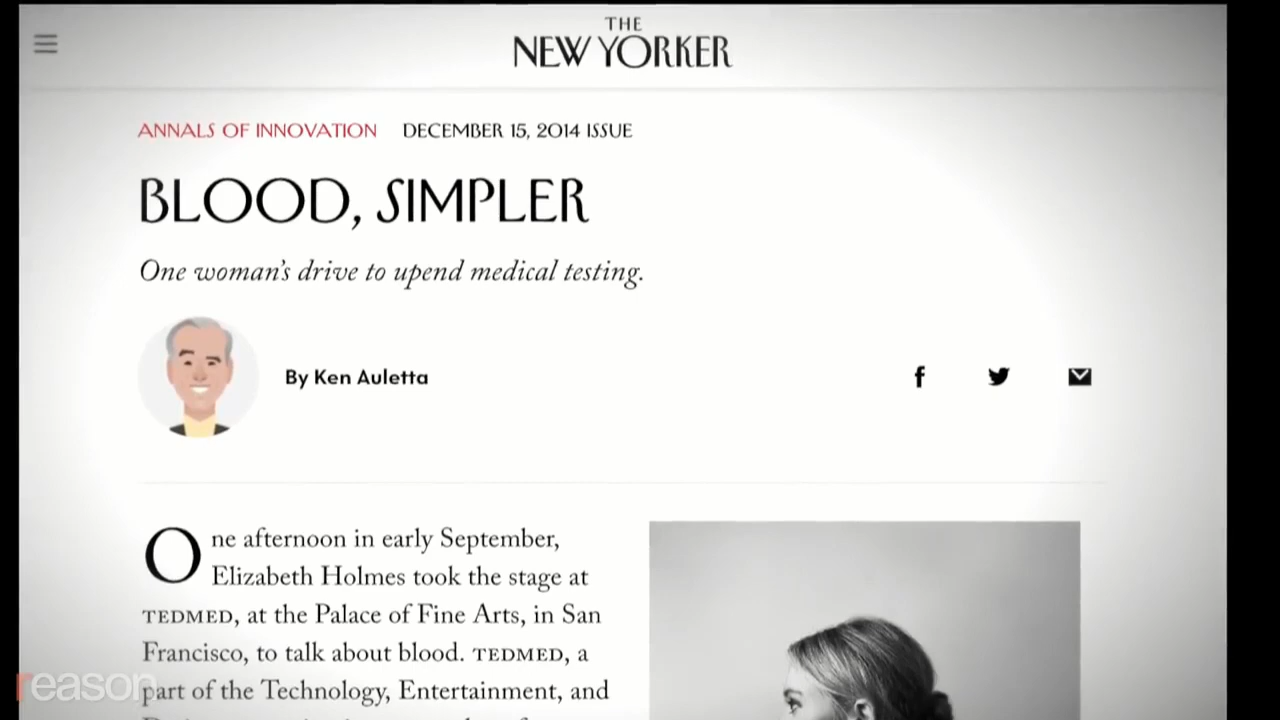 THE
NEW YORKER
ANNALS OF INNOVATION DECEMBER 15, 2014 ISSUE
BLOOD, SIMPLER
One woman's drive to upend medical testing.
By Ken Auletta
One afternoon in early September,
Elizabeth Holmes took the stage at
TEDMED, at the Palace of Fine Arts, in San
Francisco, to talk about blood. TEDMED, a
part of the Technology, Entertainment, and
reason